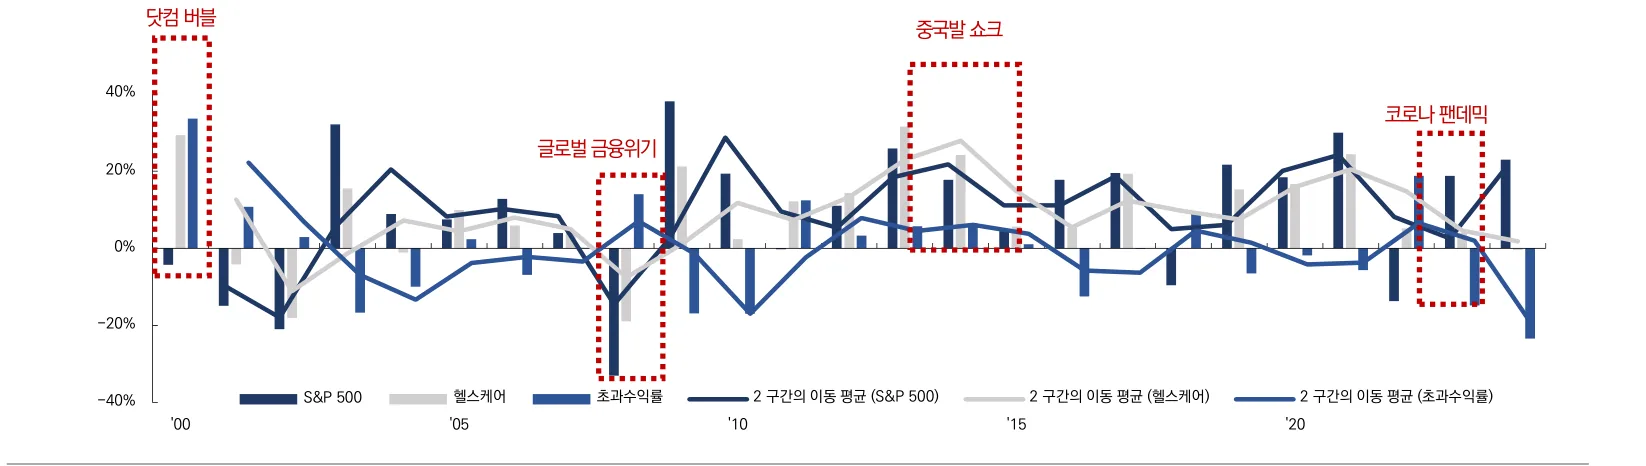 닷컴 버블
중국발 쇼크
코로나 팬데믹
글로벌 금융위기
40%
20%
0%
-20%
-40%
S&P 500 헬스케어 초과수익률 2 구간의 이동 평균 (S&P 500) 2 구간의 이동 평균 (헬스케어) 2 구간의 이동 평균 (초과수익률)
'00 '05 '10 '15 '20